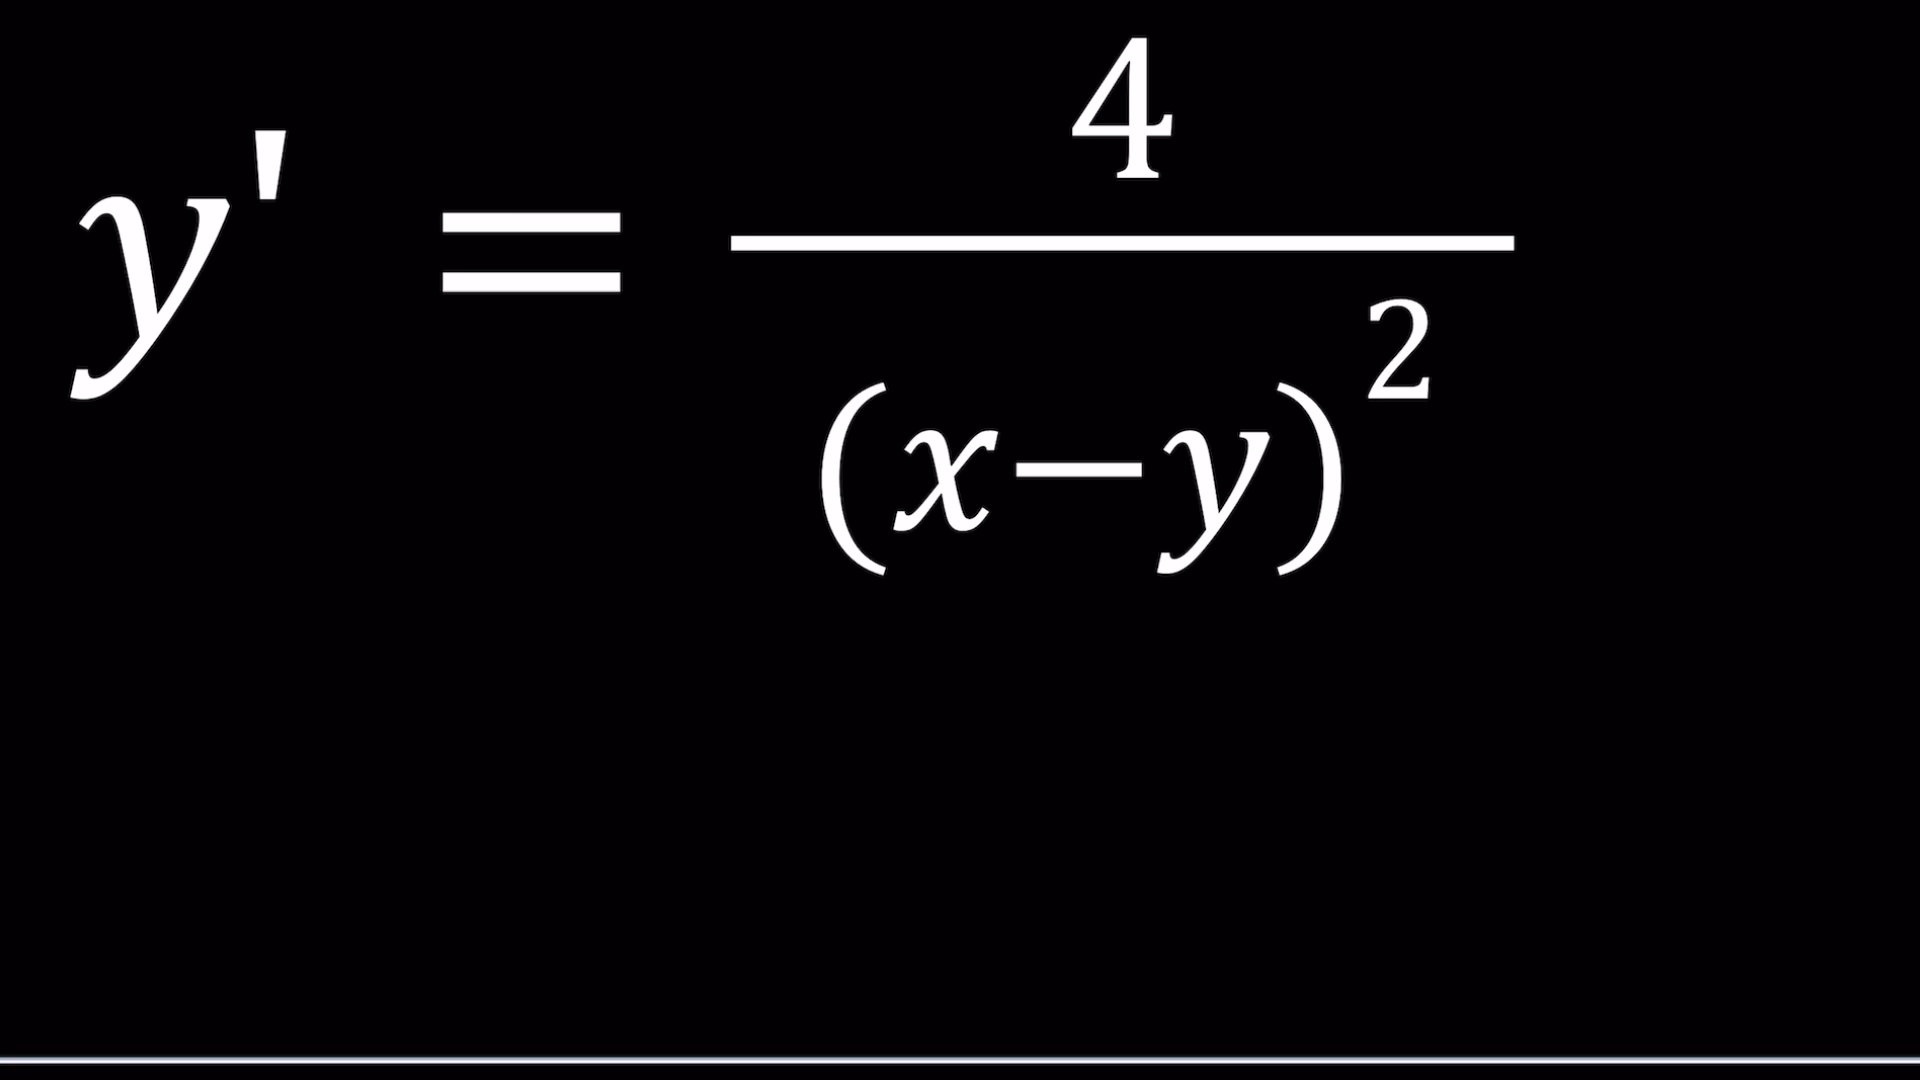 y' = 4/(x−y)²